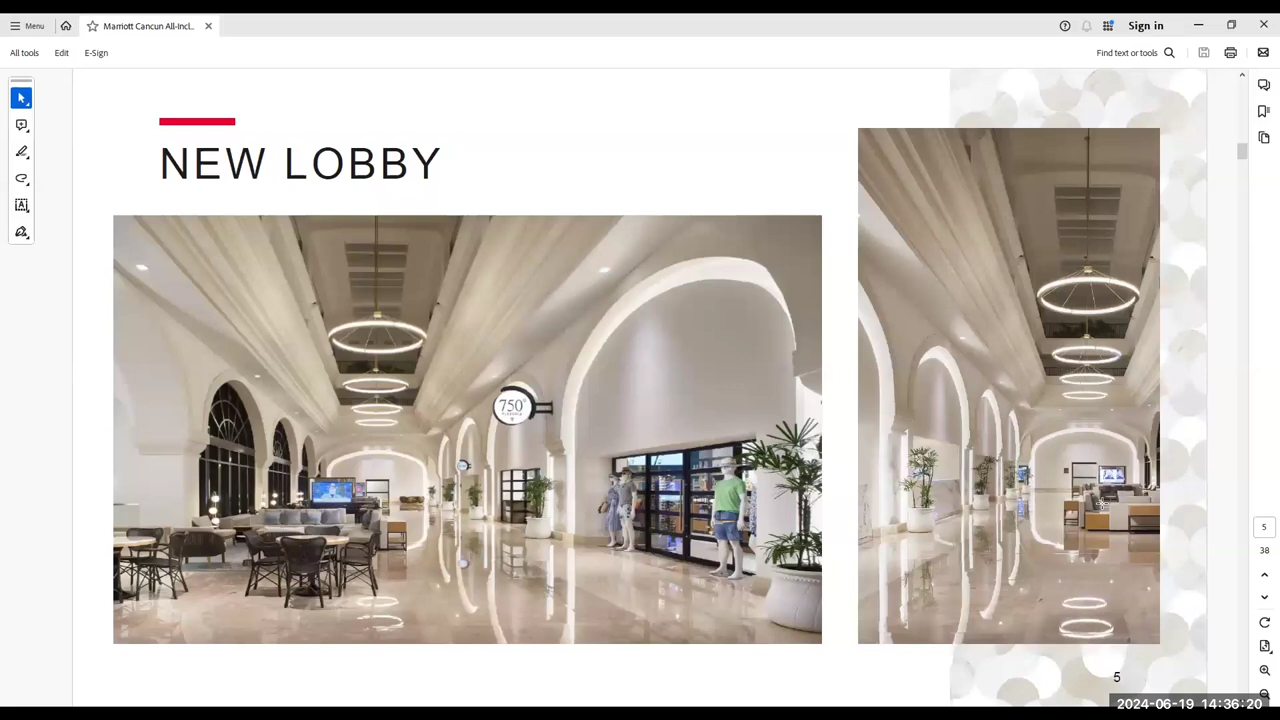 Menu
Marriott Cancun All-Incl...
Sign in
All tools
Edit
E-Sign
Find text or tools
NEW LOBBY
750°
5
38
5
2024-06-19 14:36:20